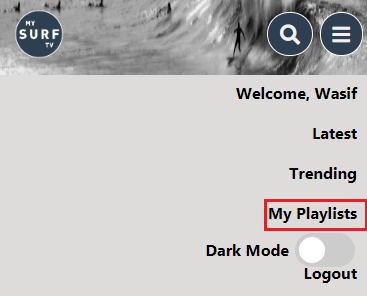 MY
SURF
TV
Welcome, Wasif
Latest
Trending
My Playlists
Dark Mode
Logout